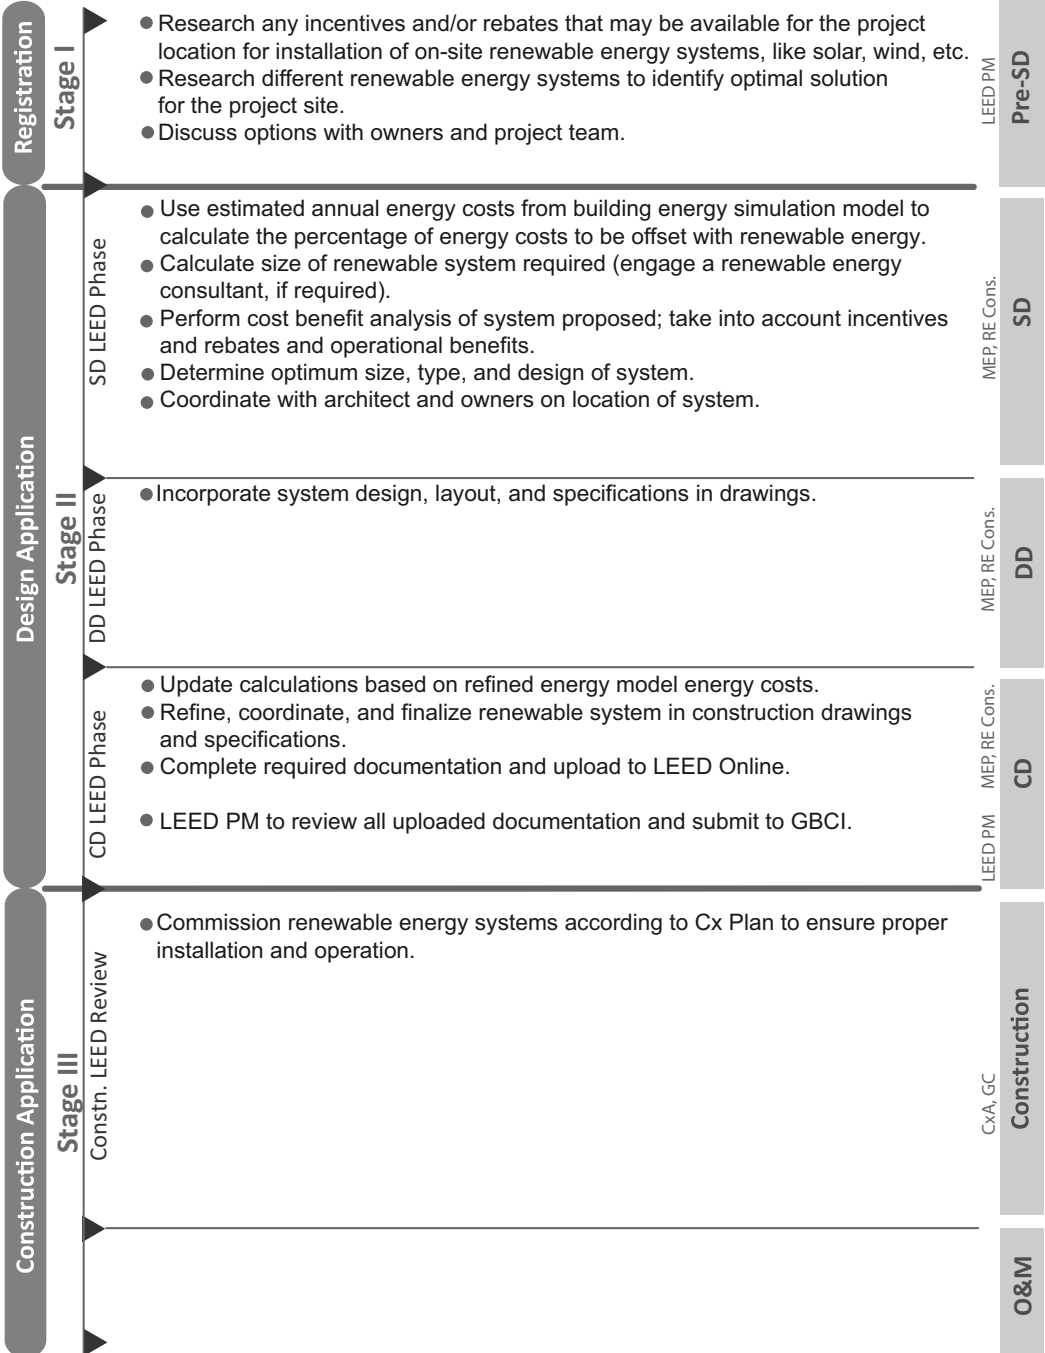 Registration
Stage I
● Research any incentives and/or rebates that may be available for the project
location for installation of on-site renewable energy systems, like solar, wind, etc.
● Research different renewable energy systems to identify optimal solution
for the project site.
● Discuss options with owners and project team.
LEED PM
Pre-SD
Design Application
Stage II
SD LEED Phase
● Use estimated annual energy costs from building energy simulation model to
calculate the percentage of energy costs to be offset with renewable energy.
● Calculate size of renewable system required (engage a renewable energy
consultant, if required).
● Perform cost benefit analysis of system proposed; take into account incentives
and rebates and operational benefits.
● Determine optimum size, type, and design of system.
● Coordinate with architect and owners on location of system.
MEP, RE Cons.
SD
DD LEED Phase
● Incorporate system design, layout, and specifications in drawings.
MEP, RE Cons.
DD
CD LEED Phase
● Update calculations based on refined energy model energy costs.
● Refine, coordinate, and finalize renewable system in construction drawings
and specifications.
● Complete required documentation and upload to LEED Online.
● LEED PM to review all uploaded documentation and submit to GBCI.
MEP, RE Cons.
LEED PM
CD
Construction Application
Stage III
Constn. LEED Review
● Commission renewable energy systems according to Cx Plan to ensure proper
installation and operation.
CxA, GC
Construction
O&M